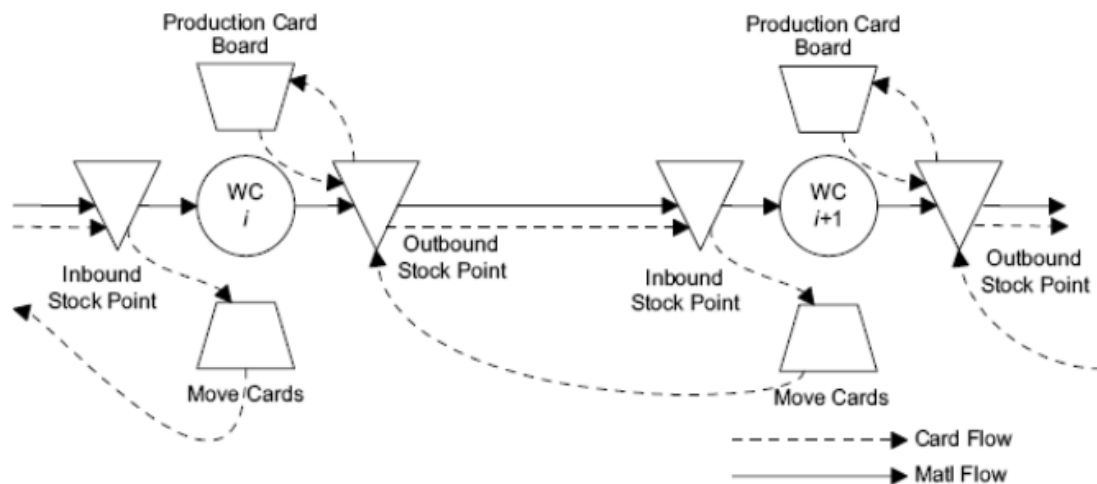 Production Card
Board
Production Card
Board
WC
i
WC
i+1
Inbound
Stock Point
Outbound
Stock Point
Inbound
Stock Point
Outbound
Stock Point
Move Cards
Move Cards
Card Flow
Matl Flow